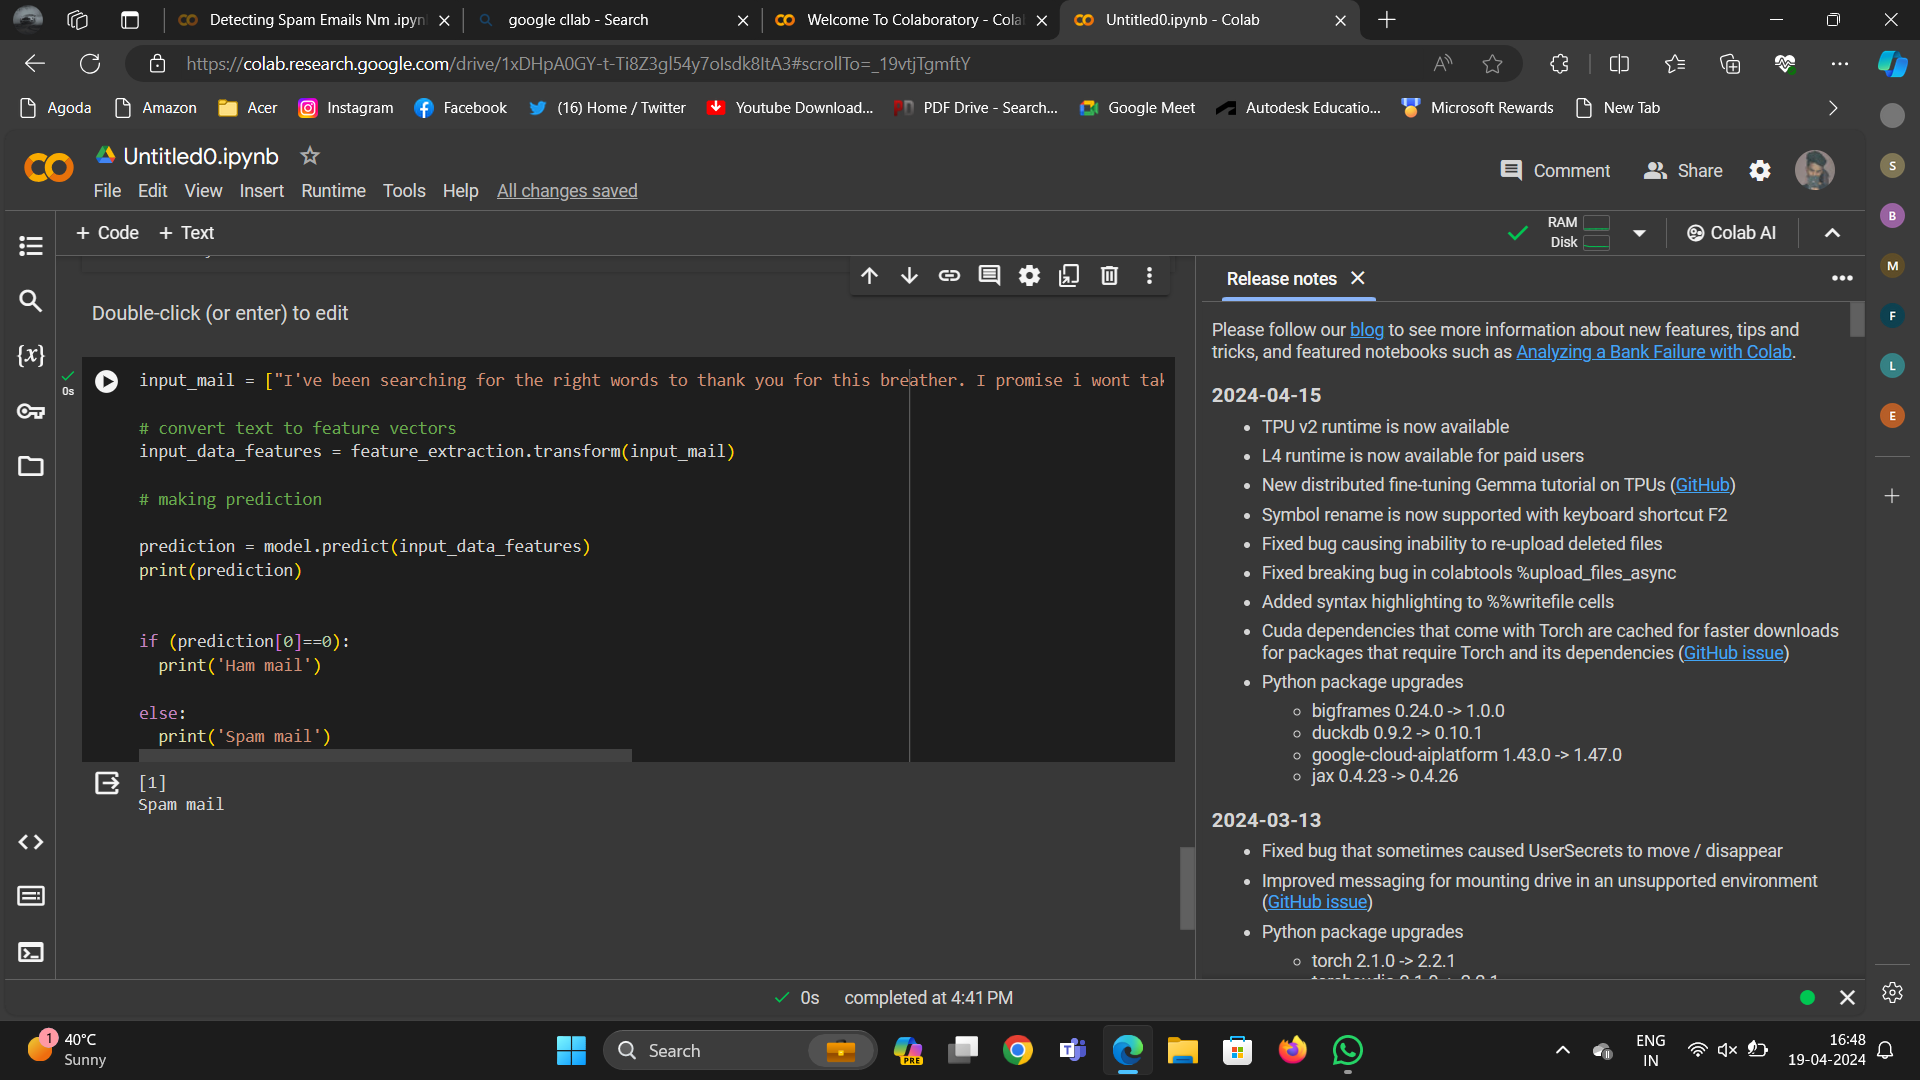 Detecting Spam Emails Nm .ipyn
google cllab - Search
Welcome To Colaboratory - Cola
Untitled0.ipynb - Colab
https://colab.research.google.com/drive/1xDHpA0GY-t-Ti8Z3gl54y7olsdk8ItA3#scrollTo=_19vtjTgmftY
Agoda
Amazon
Acer
Instagram
Facebook
(16) Home / Twitter
Youtube Download...
PDF Drive - Search...
Google Meet
Autodesk Educatio...
Microsoft Rewards
New Tab
Untitled0.ipynb
Comment
Share
File Edit View Insert Runtime Tools Help All changes saved
+ Code + Text
RAM
Disk
Colab AI
Double-click (or enter) to edit
0s
input_mail = ["I've been searching for the right words to thank you for this breather. I promise i wont tak
# convert text to feature vectors
input_data_features = feature_extraction.transform(input_mail)
# making prediction
prediction = model.predict(input_data_features)
print(prediction)
if (prediction[0]==0):
print('Ham mail')
else:
print('Spam mail')
[1]
Spam mail
Release notes
Please follow our blog to see more information about new features, tips and
tricks, and featured notebooks such as Analyzing a Bank Failure with Colab.
2024-04-15
• TPU v2 runtime is now available
• L4 runtime is now available for paid users
• New distributed fine-tuning Gemma tutorial on TPUs (GitHub)
• Symbol rename is now supported with keyboard shortcut F2
• Fixed bug causing inability to re-upload deleted files
• Fixed breaking bug in colabtools %upload_files_async
• Added syntax highlighting to %%writefile cells
• Cuda dependencies that come with Torch are cached for faster downloads
for packages that require Torch and its dependencies (GitHub issue)
• Python package upgrades
◦ bigframes 0.24.0 -> 1.0.0
◦ duckdb 0.9.2 -> 0.10.1
◦ google-cloud-aiplatform 1.43.0 -> 1.47.0
◦ jax 0.4.23 -> 0.4.26
2024-03-13
• Fixed bug that sometimes caused UserSecrets to move / disappear
• Improved messaging for mounting drive in an unsupported environment
(GitHub issue)
• Python package upgrades
◦ torch 2.1.0 -> 2.2.1
S
B
M
F
L
E
0s completed at 4:41 PM
1
40°C
Sunny
Search
PRE
ENG
IN
16:48
19-04-2024